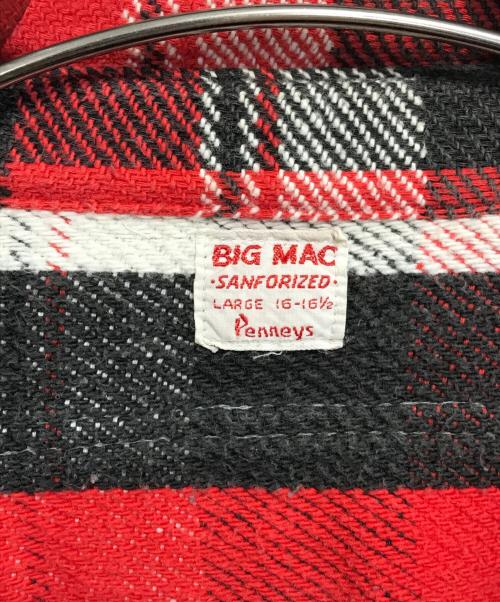 BIG MAC
·SANFORIZED·
LARGE 16-16½
Penneys